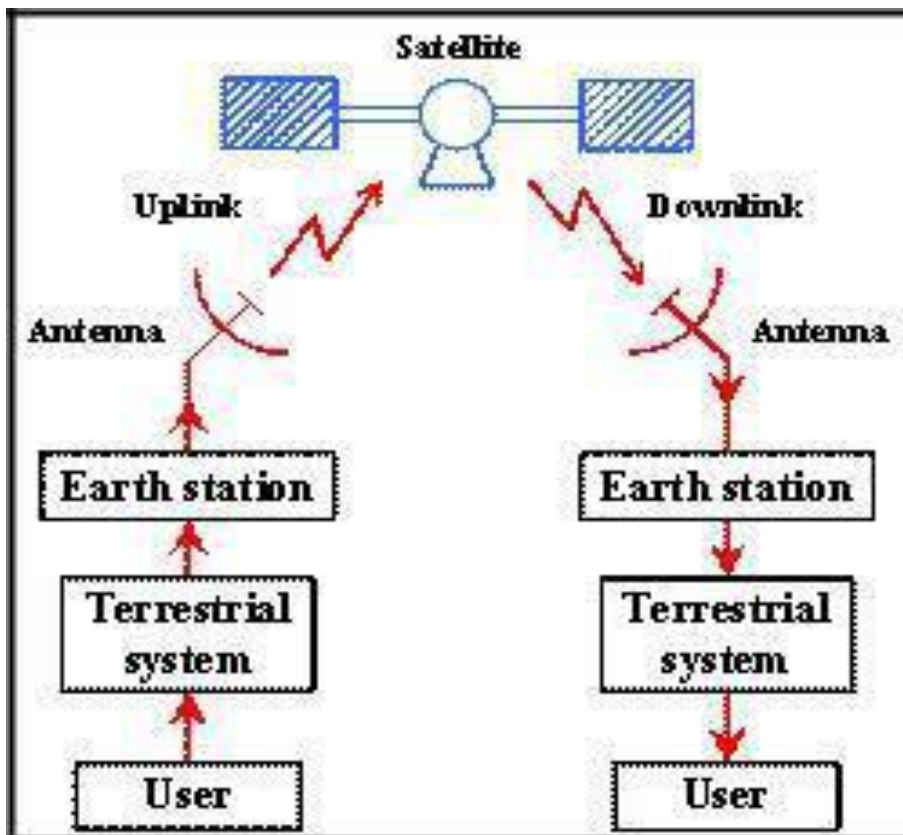 Satellite
Uplink
Downlink
Antenna
Antenna
Earth station
Earth station
Terrestrial
system
Terrestrial
system
User
User